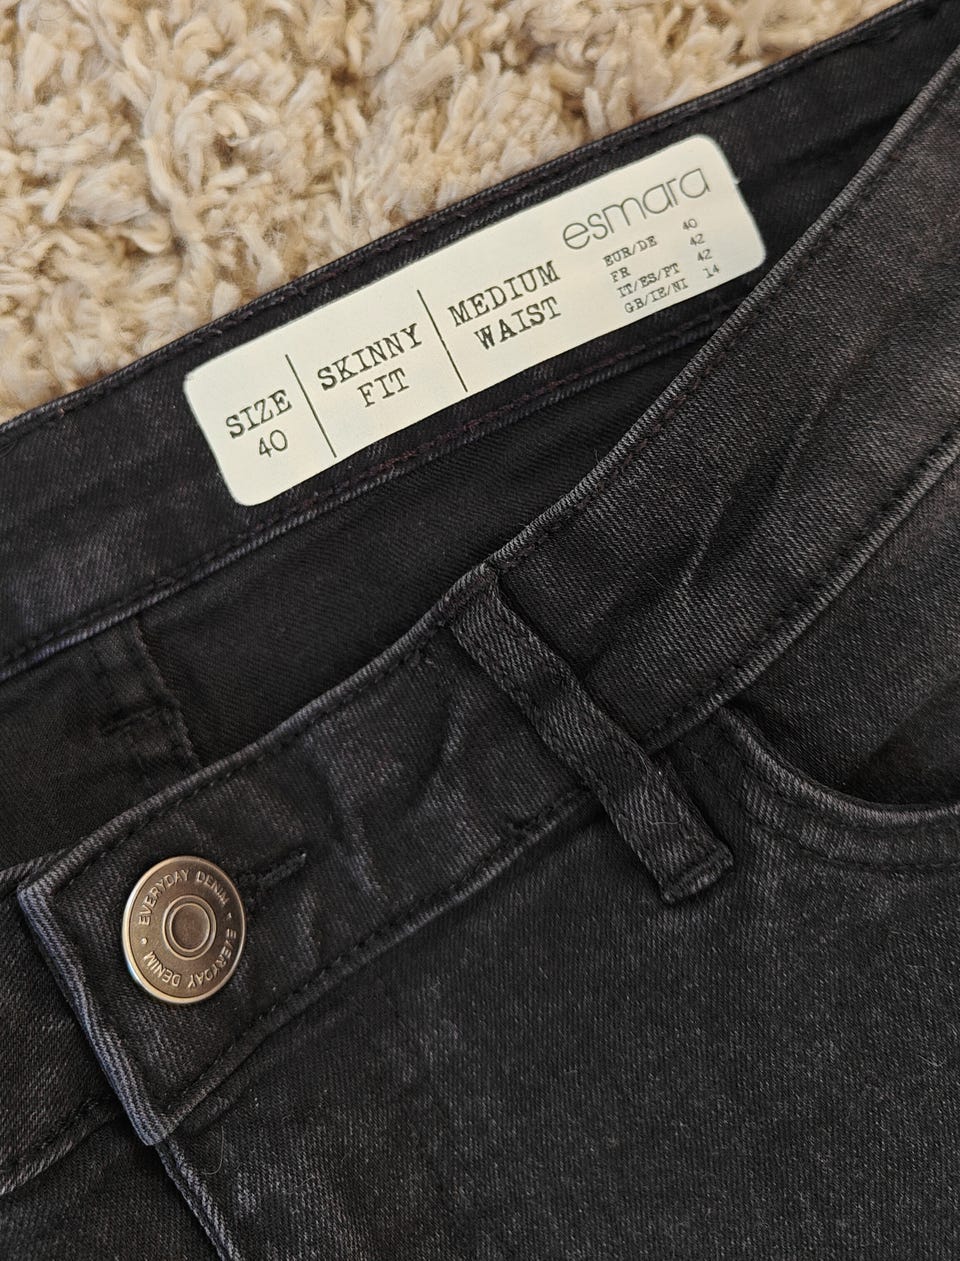 SIZE
40
SKINNY
FIT
MEDIUM
WAIST
esmara
EUR/DE 40
FR 42
IT/ES/PT 42
GB/IE/NI 14
EVERYDAY DENIM • EVERYDAY DENIM •